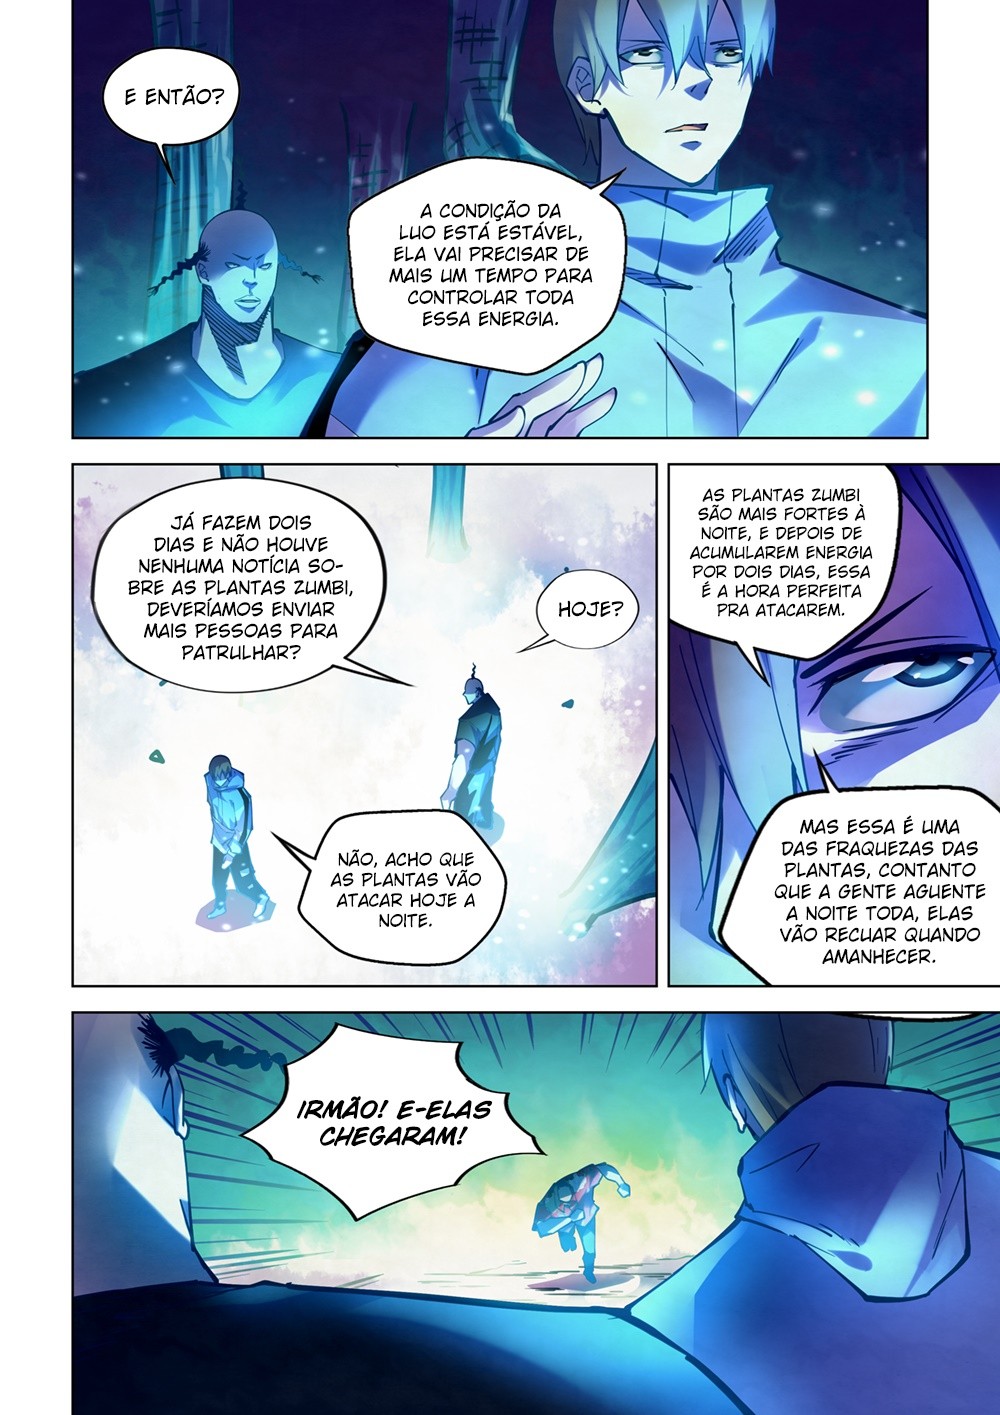 E ENTÃO?
A CONDIÇÃO DA
LUO ESTÁ ESTÁVEL,
ELA VAI PRECISAR DE
MAIS UM TEMPO PARA
CONTROLAR TODA
ESSA ENERGIA.
JÁ FAZEM DOIS
DIAS E NÃO HOUVE
NENHUMA NOTÍCIA SO-
BRE AS PLANTAS ZUMBI,
DEVERÍAMOS ENVIAR
MAIS PESSOAS PARA
PATRULHAR?
HOJE?
NÃO, ACHO QUE
AS PLANTAS VÃO
ATACAR HOJE A
NOITE.
AS PLANTAS ZUMBI
SÃO MAIS FORTES À
NOITE, E DEPOIS DE
ACUMULAREM ENERGIA
POR DOIS DIAS, ESSA
É A HORA PERFEITA
PRA ATACAREM.
MAS ESSA É UMA
DAS FRAQUEZAS DAS
PLANTAS, CONTANTO
QUE A GENTE AGUENTE
A NOITE TODA, ELAS
VÃO RECUAR QUANDO
AMANHECER.
IRMÃO! E-ELAS
CHEGARAM!